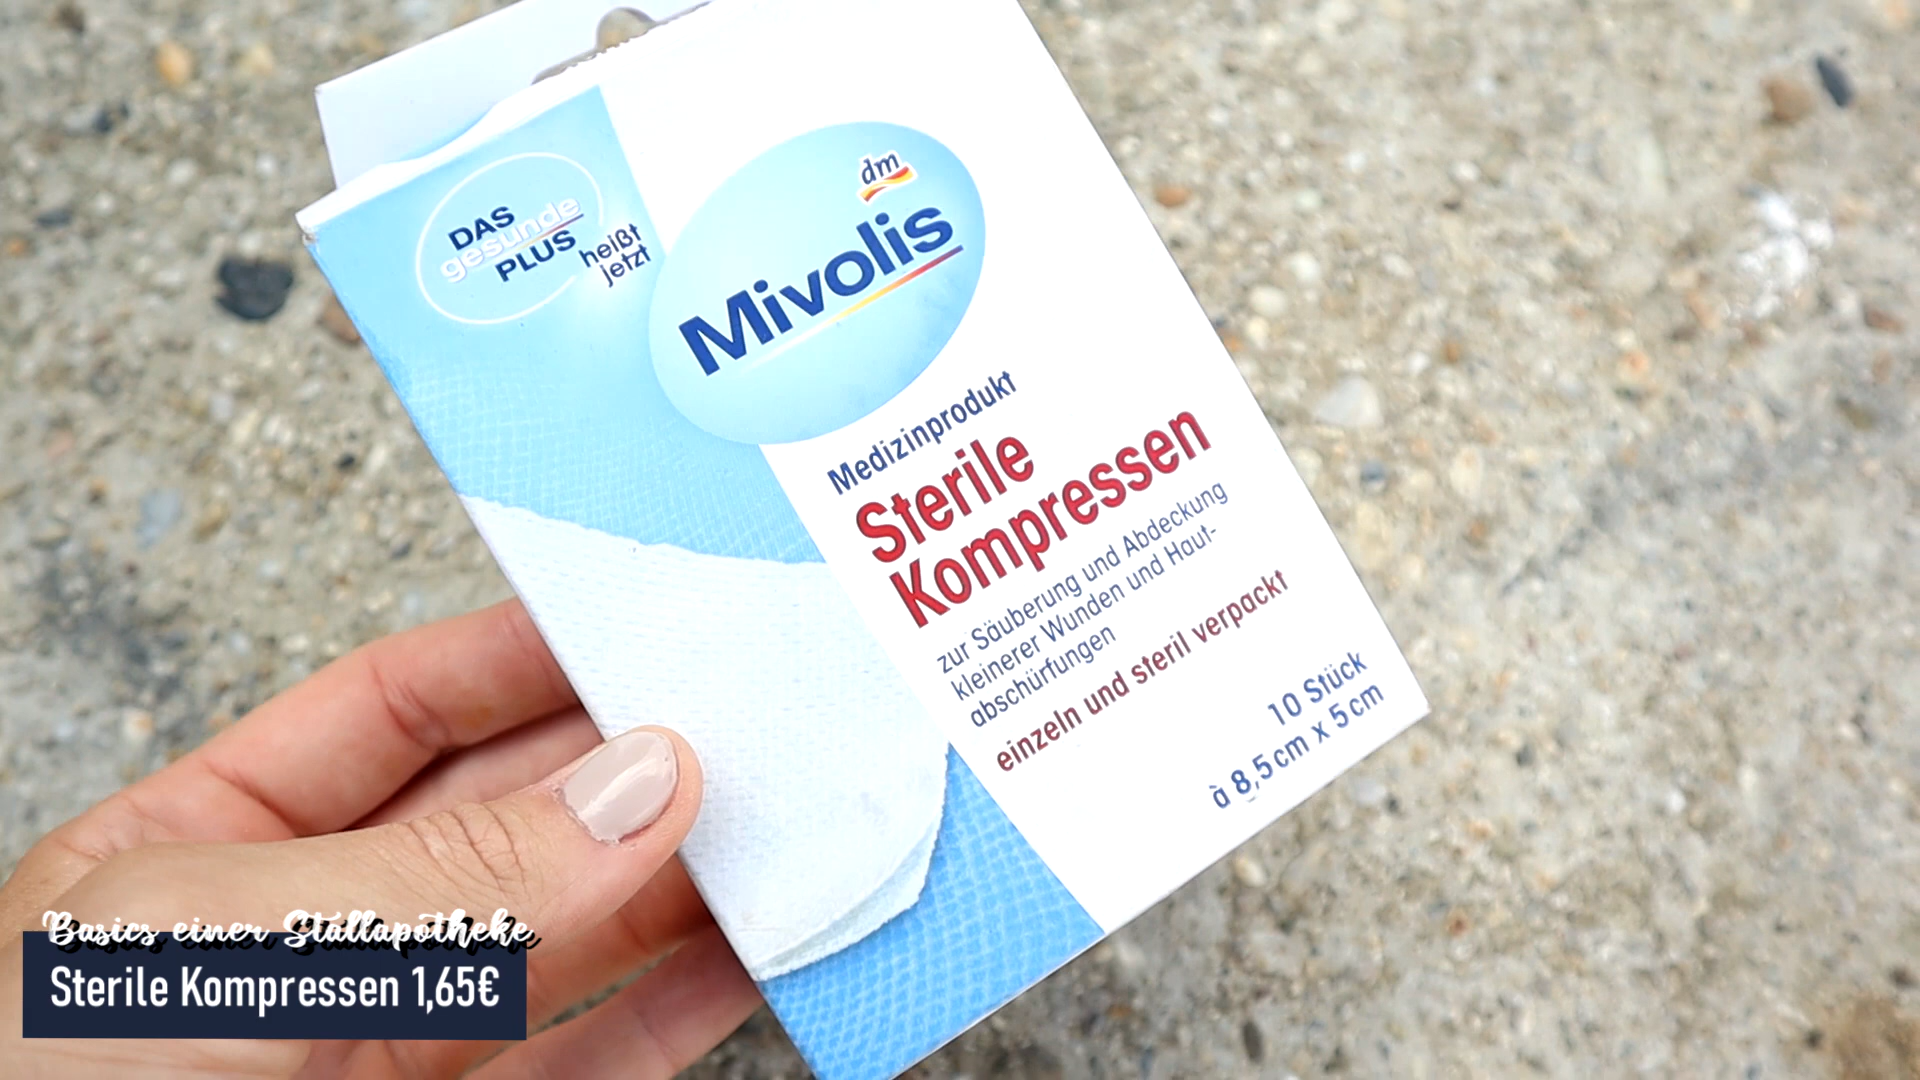 DAS
gesunde
PLUS
heißt
jetzt
dm
Mivolis
Medizinprodukt
Sterile
Kompressen
zur Säuberung und Abdeckung
kleinerer Wunden und Haut-
abschürfungen
einzeln und steril verpackt
10 Stück
à 8,5 cm x 5 cm
Basics einer Stallapotheke
Sterile Kompressen 1,65€